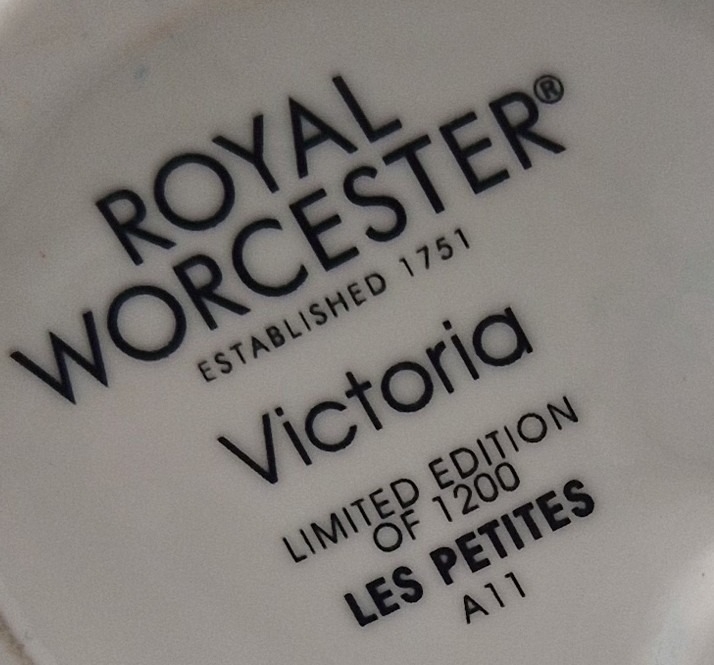 ROYAL
WORCESTER®
ESTABLISHED 1751
Victoria
LIMITED EDITION
OF 1200
LES PETITES
A11